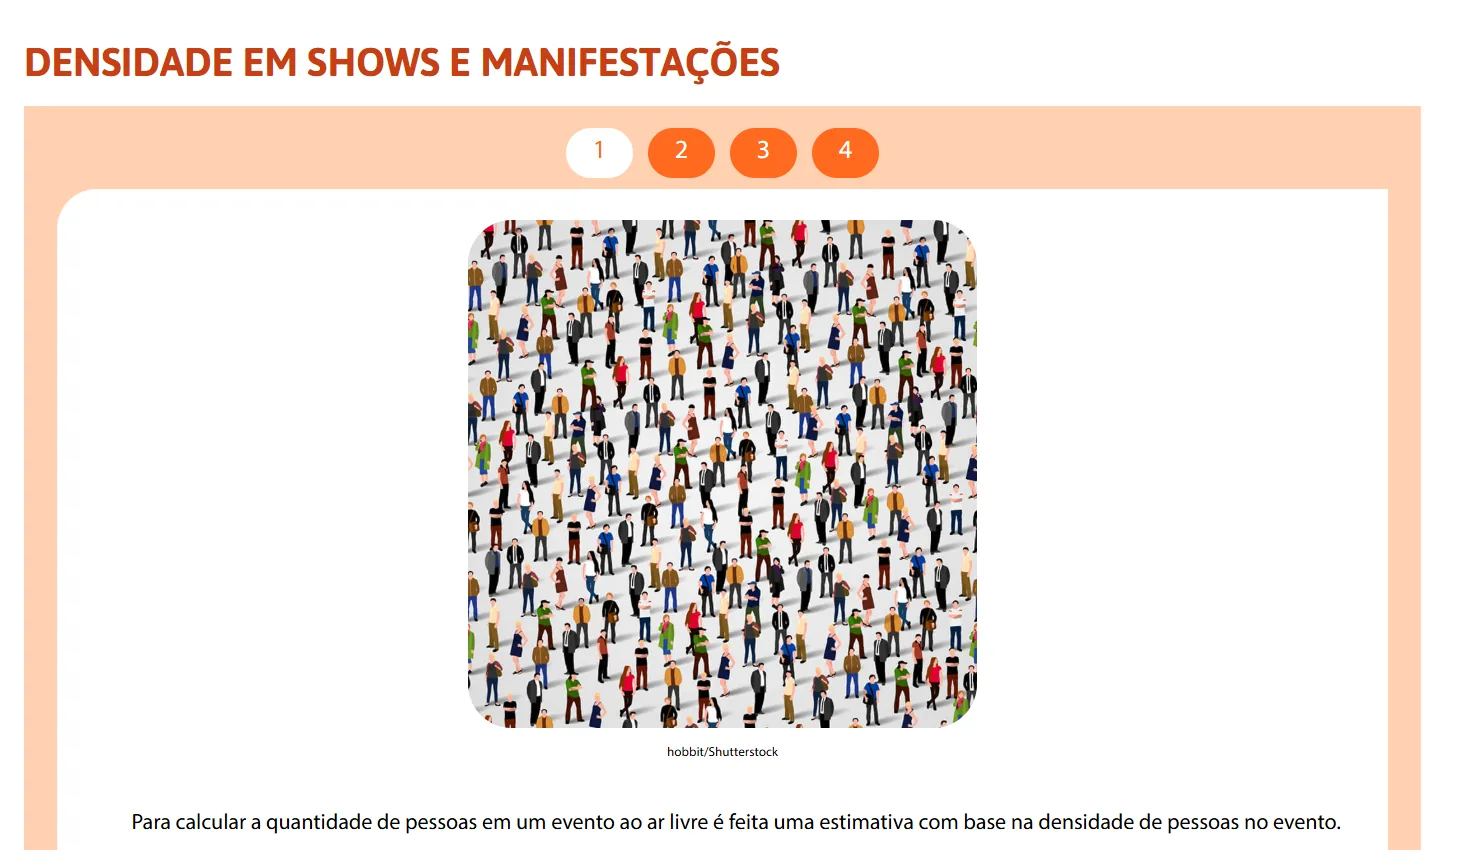 DENSIDADE EM SHOWS E MANIFESTAÇÕES
1 2 3 4
hobbit/Shutterstock
Para calcular a quantidade de pessoas em um evento ao ar livre é feita uma estimativa com base na densidade de pessoas no evento.